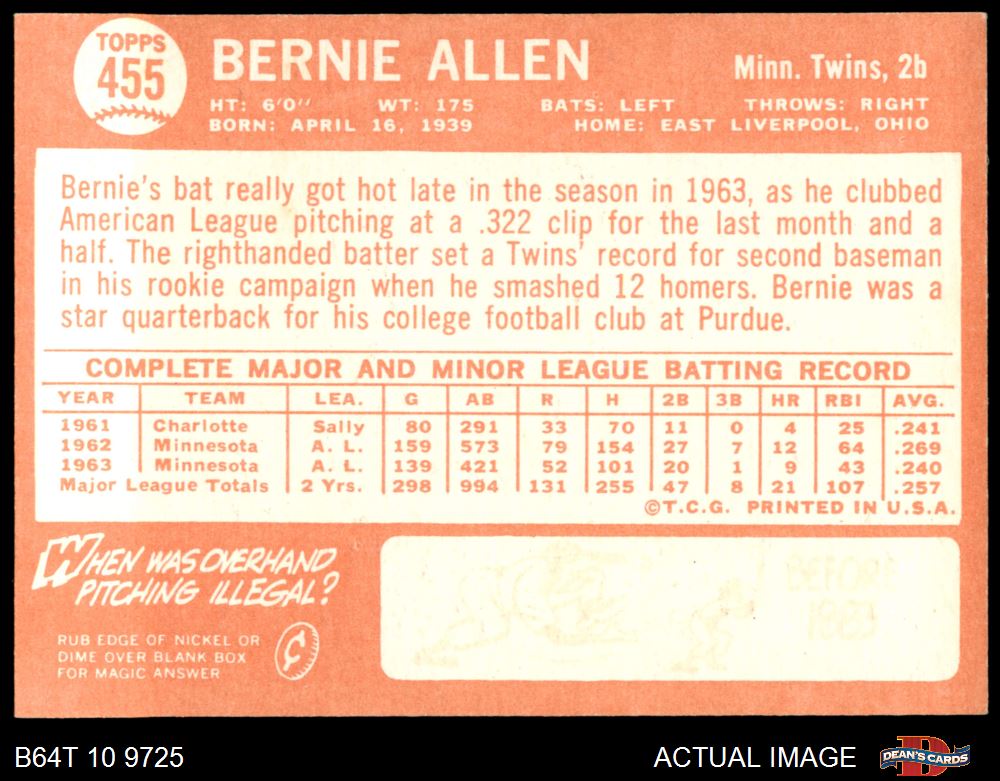 TOPPS
455
BERNIE ALLEN
Minn. Twins, 2b
HT: 6'0" WT: 175 BATS: LEFT THROWS: RIGHT
BORN: APRIL 16, 1939 HOME: EAST LIVERPOOL, OHIO
Bernie's bat really got hot late in the season in 1963, as he clubbed
American League pitching at a .322 clip for the last month and a
half. The righthanded batter set a Twins' record for second baseman
in his rookie campaign when he smashed 12 homers. Bernie was a
star quarterback for his college football club at Purdue.
COMPLETE MAJOR AND MINOR LEAGUE BATTING RECORD
YEAR TEAM LEA. G AB R H 2B 3B HR RBI AVG.
1961 Charlotte Sally 80 291 33 70 11 0 4 25 .241
1962 Minnesota A. L. 159 573 79 154 27 7 12 64 .269
1963 Minnesota A. L. 139 421 52 101 20 1 9 43 .240
Major League Totals 2 Yrs. 298 994 131 255 47 8 21 107 .257
©T.C.G. PRINTED IN U.S.A.
WHEN WAS OVERHAND
PITCHING ILLEGAL?
RUB EDGE OF NICKEL OR
DIME OVER BLANK BOX
FOR MAGIC ANSWER
¢
BEFORE
B64T 10 9725
ACTUAL IMAGE
DEAN'S CARDS